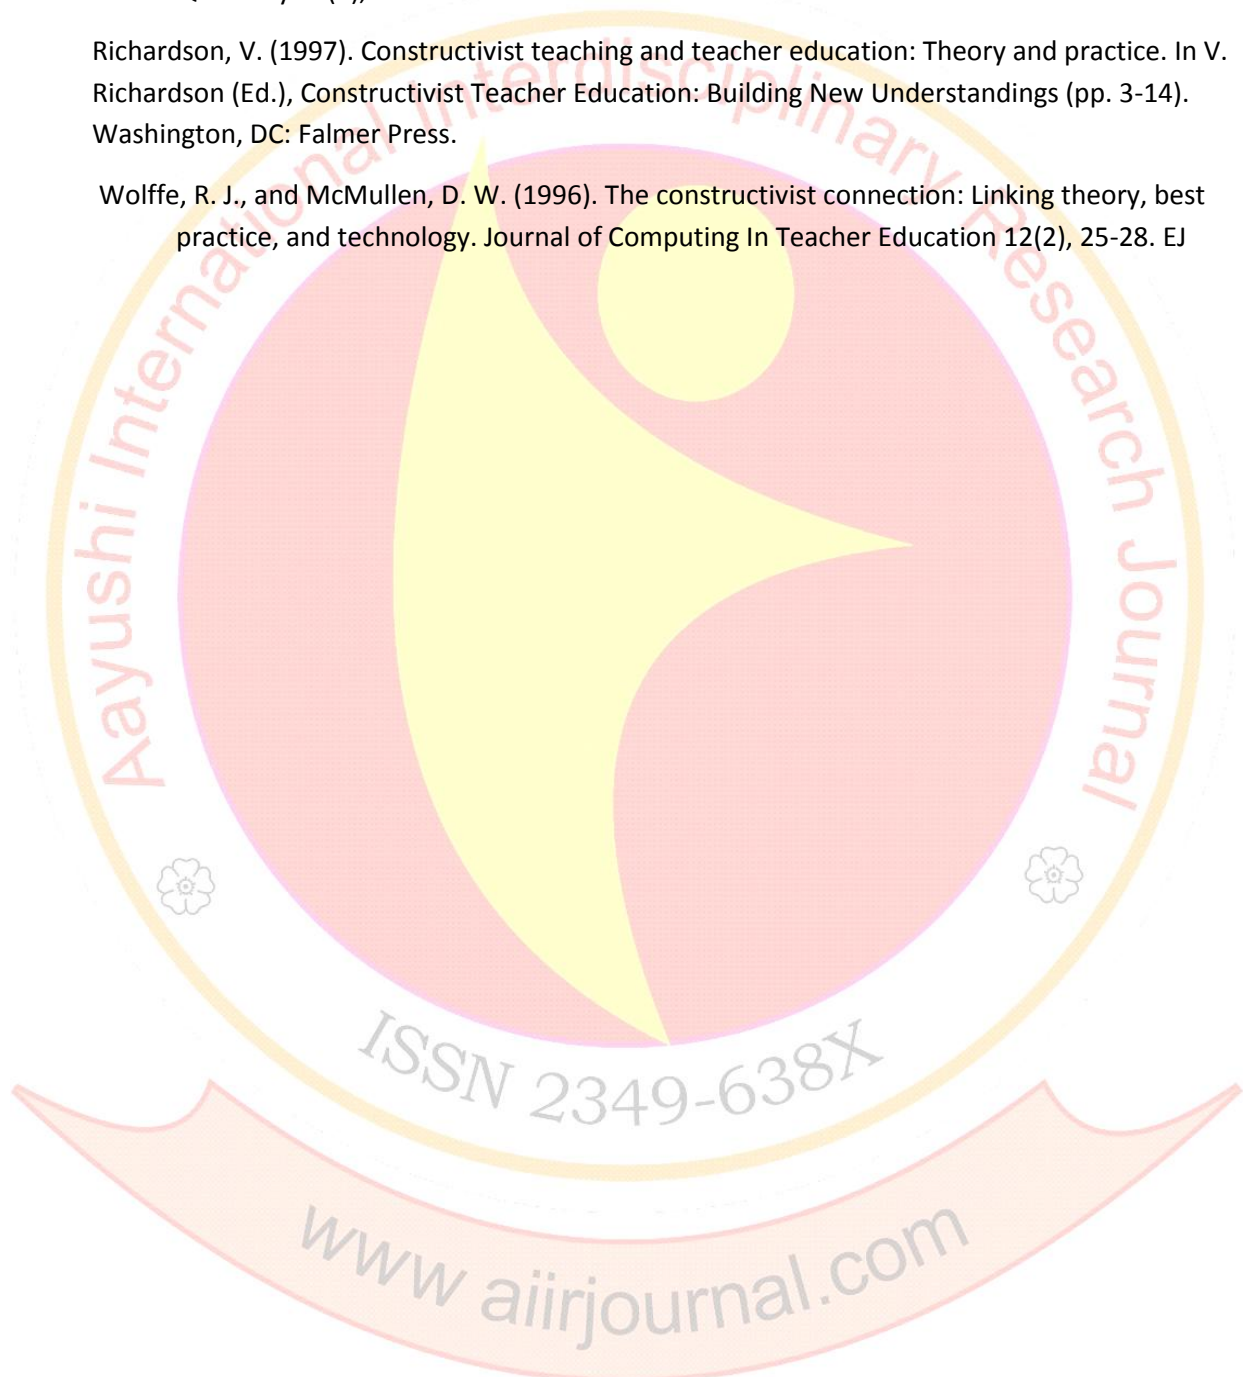 Richardson, V. (1997). Constructivist teaching and teacher education: Theory and practice. In V.
Richardson (Ed.), Constructivist Teacher Education: Building New Understandings (pp. 3-14).
Washington, DC: Falmer Press.
Wolffe, R. J., and McMullen, D. W. (1996). The constructivist connection: Linking theory, best
practice, and technology. Journal of Computing In Teacher Education 12(2), 25-28. EJ
Aayushi International Interdisciplinary Research Journal
ISSN 2349-638X
www aiirjournal.com